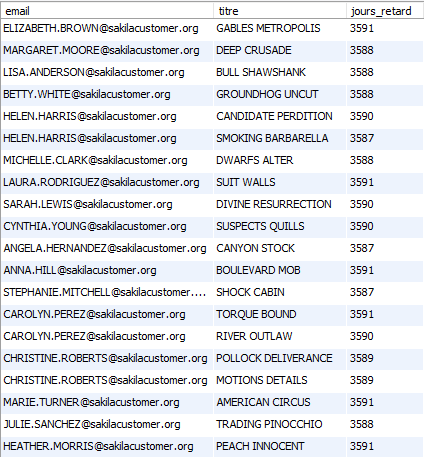 email titre jours_retard
ELIZABETH.BROWN@sakilacustomer.org GABLES METROPOLIS 3591
MARGARET.MOORE@sakilacustomer.org DEEP CRUSADE 3588
LISA.ANDERSON@sakilacustomer.org BULL SHAWSHANK 3588
BETTY.WHITE@sakilacustomer.org GROUNDHOG UNCUT 3588
HELEN.HARRIS@sakilacustomer.org CANDIDATE PERDITION 3590
HELEN.HARRIS@sakilacustomer.org SMOKING BARBARELLA 3587
MICHELLE.CLARK@sakilacustomer.org DWARFS ALTER 3588
LAURA.RODRIGUEZ@sakilacustomer.org SUIT WALLS 3591
SARAH.LEWIS@sakilacustomer.org DIVINE RESURRECTION 3590
CYNTHIA.YOUNG@sakilacustomer.org SUSPECTS QUILLS 3590
ANGELA.HERNANDEZ@sakilacustomer.org CANYON STOCK 3587
ANNA.HILL@sakilacustomer.org BOULEVARD MOB 3591
STEPHANIE.MITCHELL@sakilacustomer.... SHOCK CABIN 3587
CAROLYN.PEREZ@sakilacustomer.org TORQUE BOUND 3591
CAROLYN.PEREZ@sakilacustomer.org RIVER OUTLAW 3590
CHRISTINE.ROBERTS@sakilacustomer.org POLLOCK DELIVERANCE 3589
CHRISTINE.ROBERTS@sakilacustomer.org MOTIONS DETAILS 3589
MARIE.TURNER@sakilacustomer.org AMERICAN CIRCUS 3591
JULIE.SANCHEZ@sakilacustomer.org TRADING PINOCCHIO 3588
HEATHER.MORRIS@sakilacustomer.org PEACH INNOCENT 3591